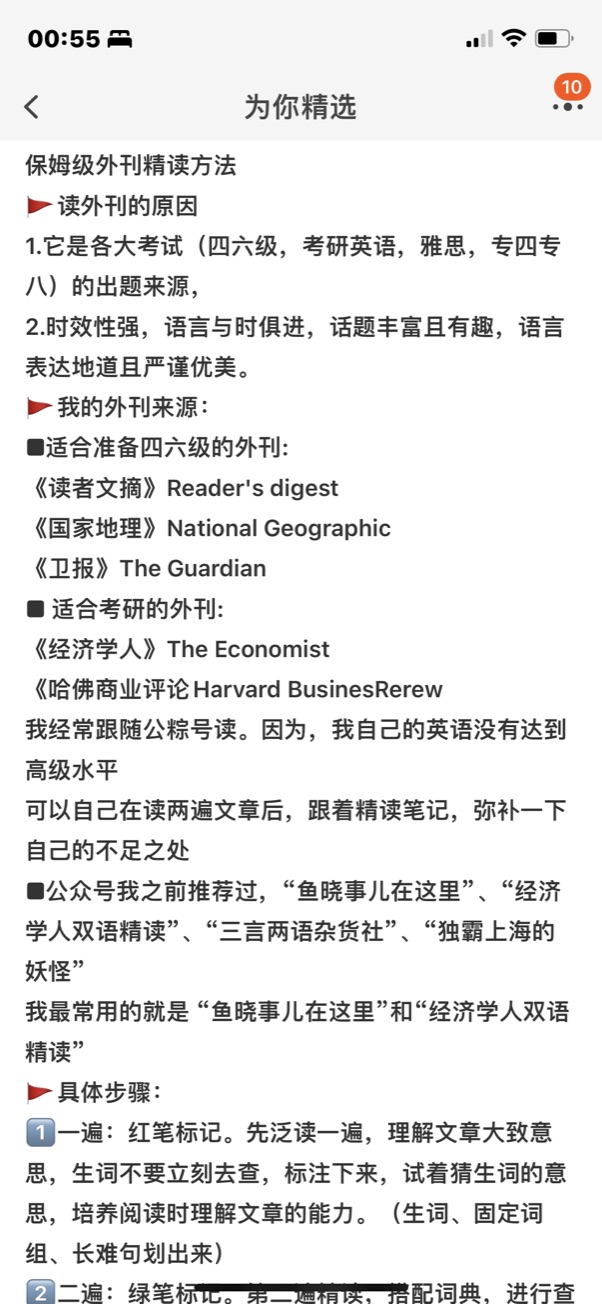 00:55
为你精选
10
保姆级外刊精读方法
🚩读外刊的原因
1.它是各大考试（四六级，考研英语，雅思，专四专
八）的出题来源，
2.时效性强，语言与时俱进，话题丰富且有趣，语言
表达地道且严谨优美。
🚩我的外刊来源：
■适合准备四六级的外刊:
《读者文摘》Reader's digest
《国家地理》National Geographic
《卫报》The Guardian
■ 适合考研的外刊:
《经济学人》The Economist
《哈佛商业评论Harvard BusinesRerew
我经常跟随公粽号读。因为，我自己的英语没有达到
高级水平
可以自己在读两遍文章后，跟着精读笔记，弥补一下
自己的不足之处
■公众号我之前推荐过，“鱼晓事儿在这里”、“经济
学人双语精读”、“三言两语杂货社”、“独霸上海的
妖怪”
我最常用的就是 “鱼晓事儿在这里”和“经济学人双语
精读”
🚩具体步骤：
1️⃣一遍：红笔标记。先泛读一遍，理解文章大致意
思，生词不要立刻去查，标注下来，试着猜生词的意
思，培养阅读时理解文章的能力。（生词、固定词
组、长难句划出来）
2️⃣二遍：绿笔标记。第二遍精读，搭配词典，进行查